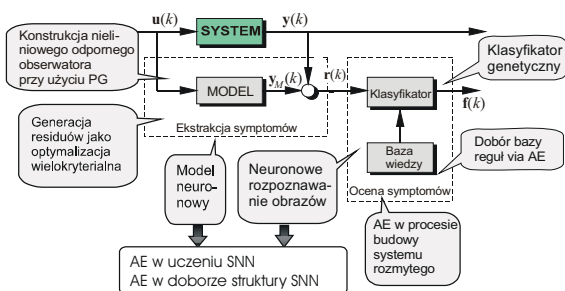 u(k)
SYSTEM
y(k)
Konstrukcja nieli-
niowego odpornego
obserwatora
przy użyciu PG
Klasyfikator
genetyczny
MODEL
y_M(k)
r(k)
Klasyfikator
f(k)
Ekstrakcja symptomów
Generacja
residuów jako
optymalizacja
wielokryterialna
Model
neuro-
nowy
Neuronowe
rozpoznawa-
nie obrazów
Baza
wiedzy
Dobór bazy
reguł via AE
Ocena symptomów
AE w procesie
budowy
systemu
rozmytego
AE w uczeniu SNN
AE w doborze struktury SNN